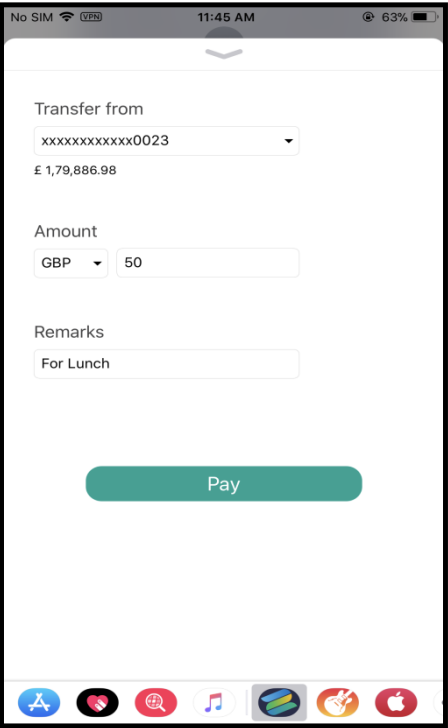 No SIM VPN 11:45 AM 63%
Transfer from
xxxxxxxxxxxx0023
£ 1,79,886.98
Amount
GBP 50
Remarks
For Lunch
Pay